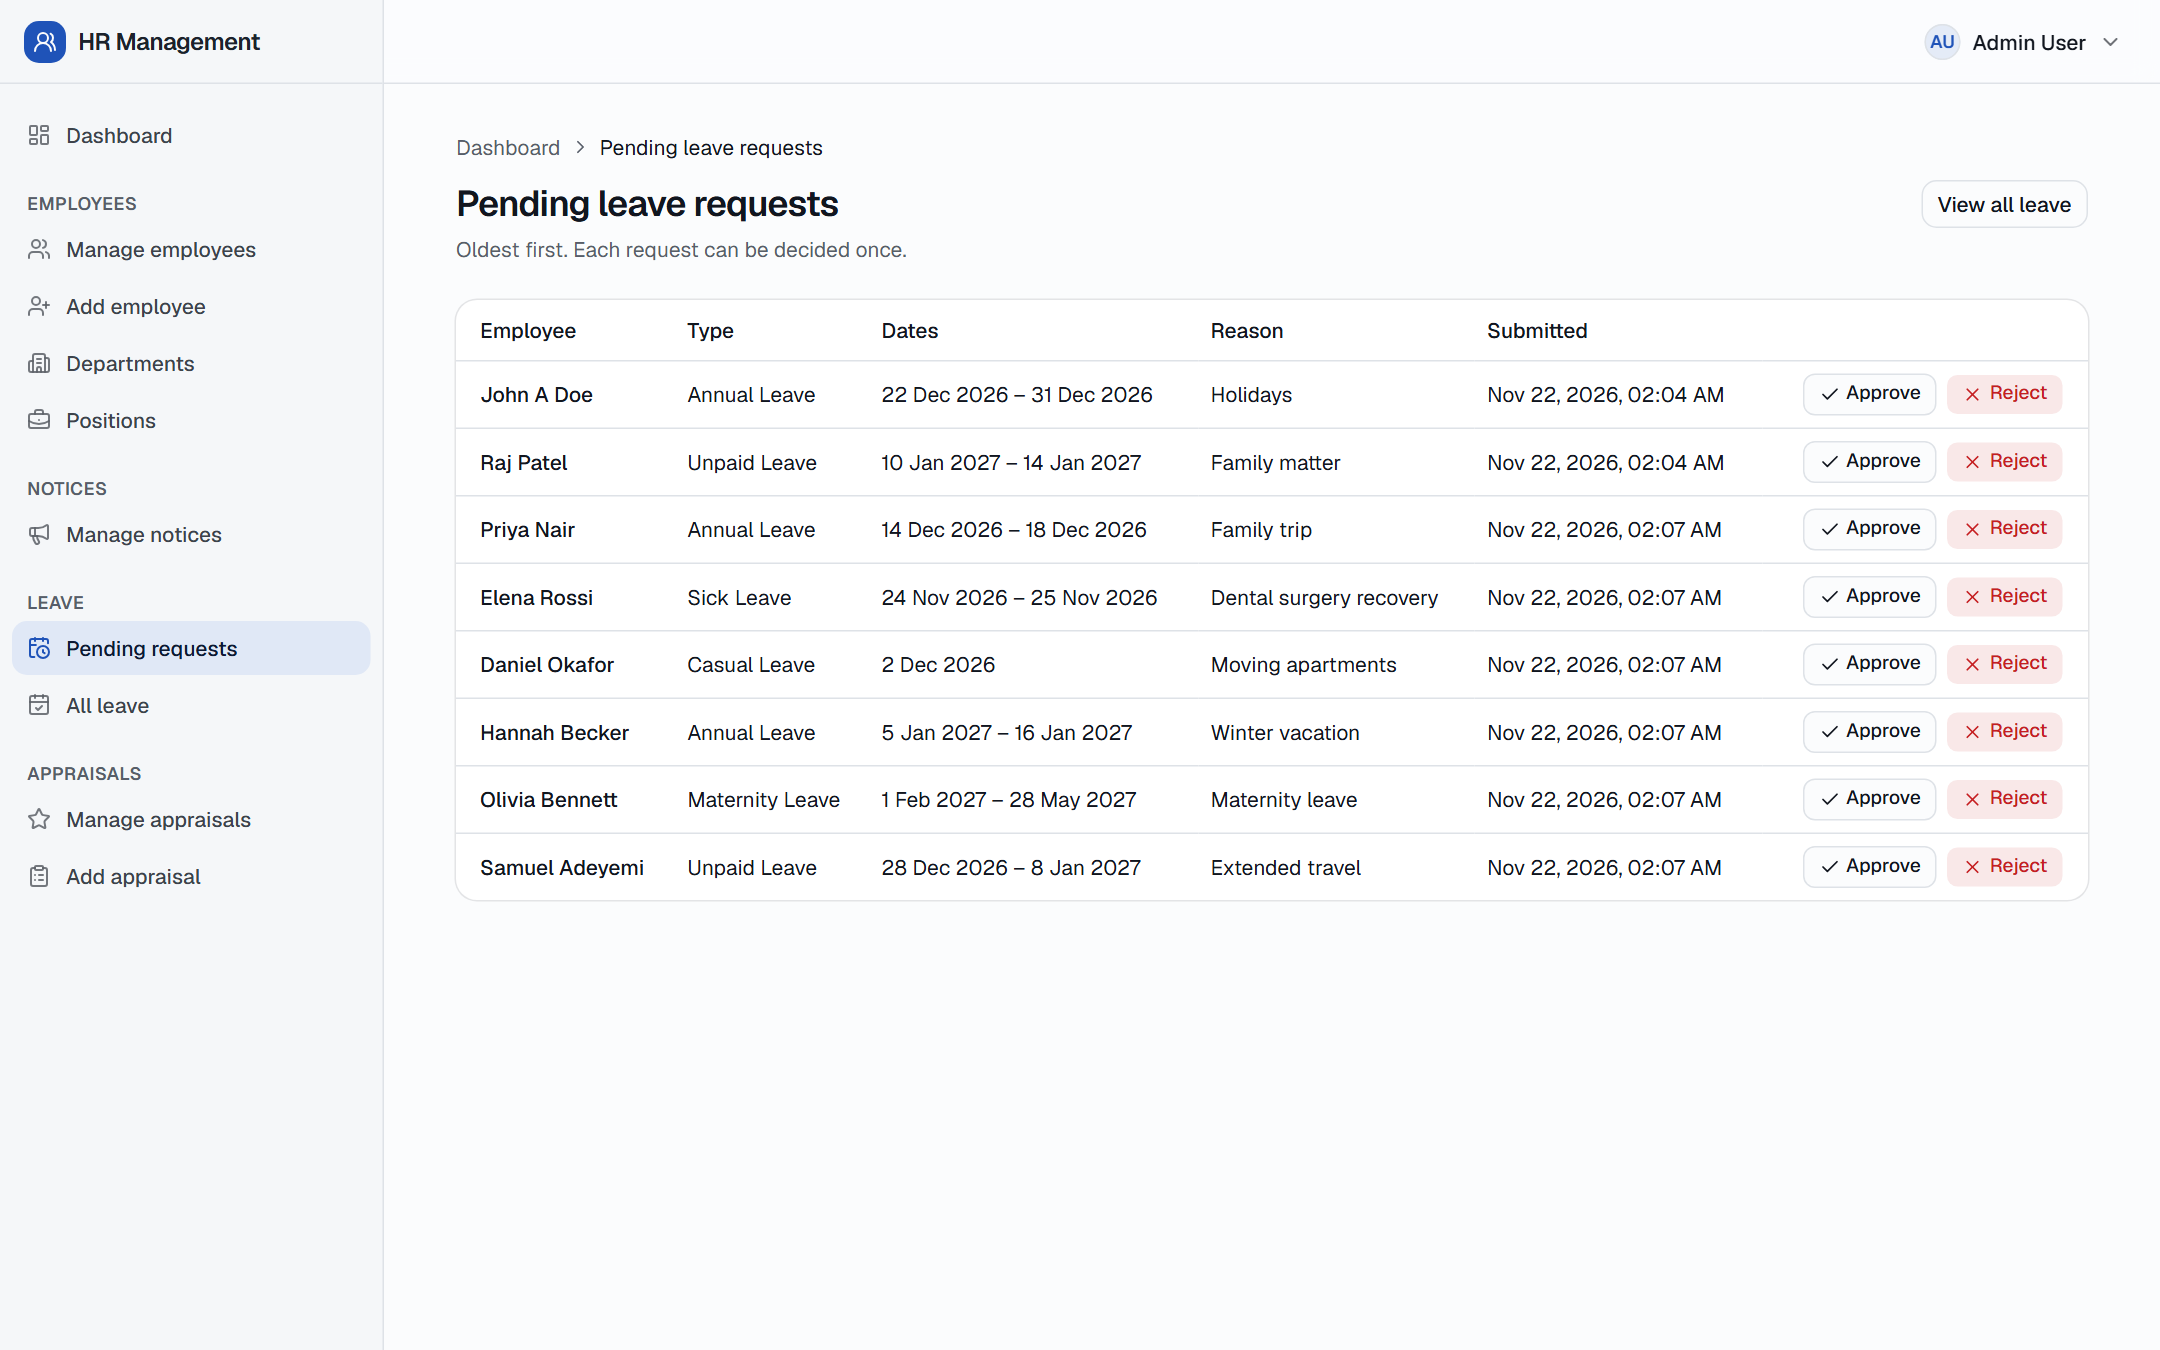 HR Management
AU Admin User
Dashboard
EMPLOYEES
Manage employees
Add employee
Departments
Positions
NOTICES
Manage notices
LEAVE
Pending requests
All leave
APPRAISALS
Manage appraisals
Add appraisal
Dashboard > Pending leave requests
Pending leave requests
View all leave
Oldest first. Each request can be decided once.
Employee Type Dates Reason Submitted
John A Doe Annual Leave 22 Dec 2026 – 31 Dec 2026 Holidays Nov 22, 2026, 02:04 AM Approve Reject
Raj Patel Unpaid Leave 10 Jan 2027 – 14 Jan 2027 Family matter Nov 22, 2026, 02:04 AM Approve Reject
Priya Nair Annual Leave 14 Dec 2026 – 18 Dec 2026 Family trip Nov 22, 2026, 02:07 AM Approve Reject
Elena Rossi Sick Leave 24 Nov 2026 – 25 Nov 2026 Dental surgery recovery Nov 22, 2026, 02:07 AM Approve Reject
Daniel Okafor Casual Leave 2 Dec 2026 Moving apartments Nov 22, 2026, 02:07 AM Approve Reject
Hannah Becker Annual Leave 5 Jan 2027 – 16 Jan 2027 Winter vacation Nov 22, 2026, 02:07 AM Approve Reject
Olivia Bennett Maternity Leave 1 Feb 2027 – 28 May 2027 Maternity leave Nov 22, 2026, 02:07 AM Approve Reject
Samuel Adeyemi Unpaid Leave 28 Dec 2026 – 8 Jan 2027 Extended travel Nov 22, 2026, 02:07 AM Approve Reject